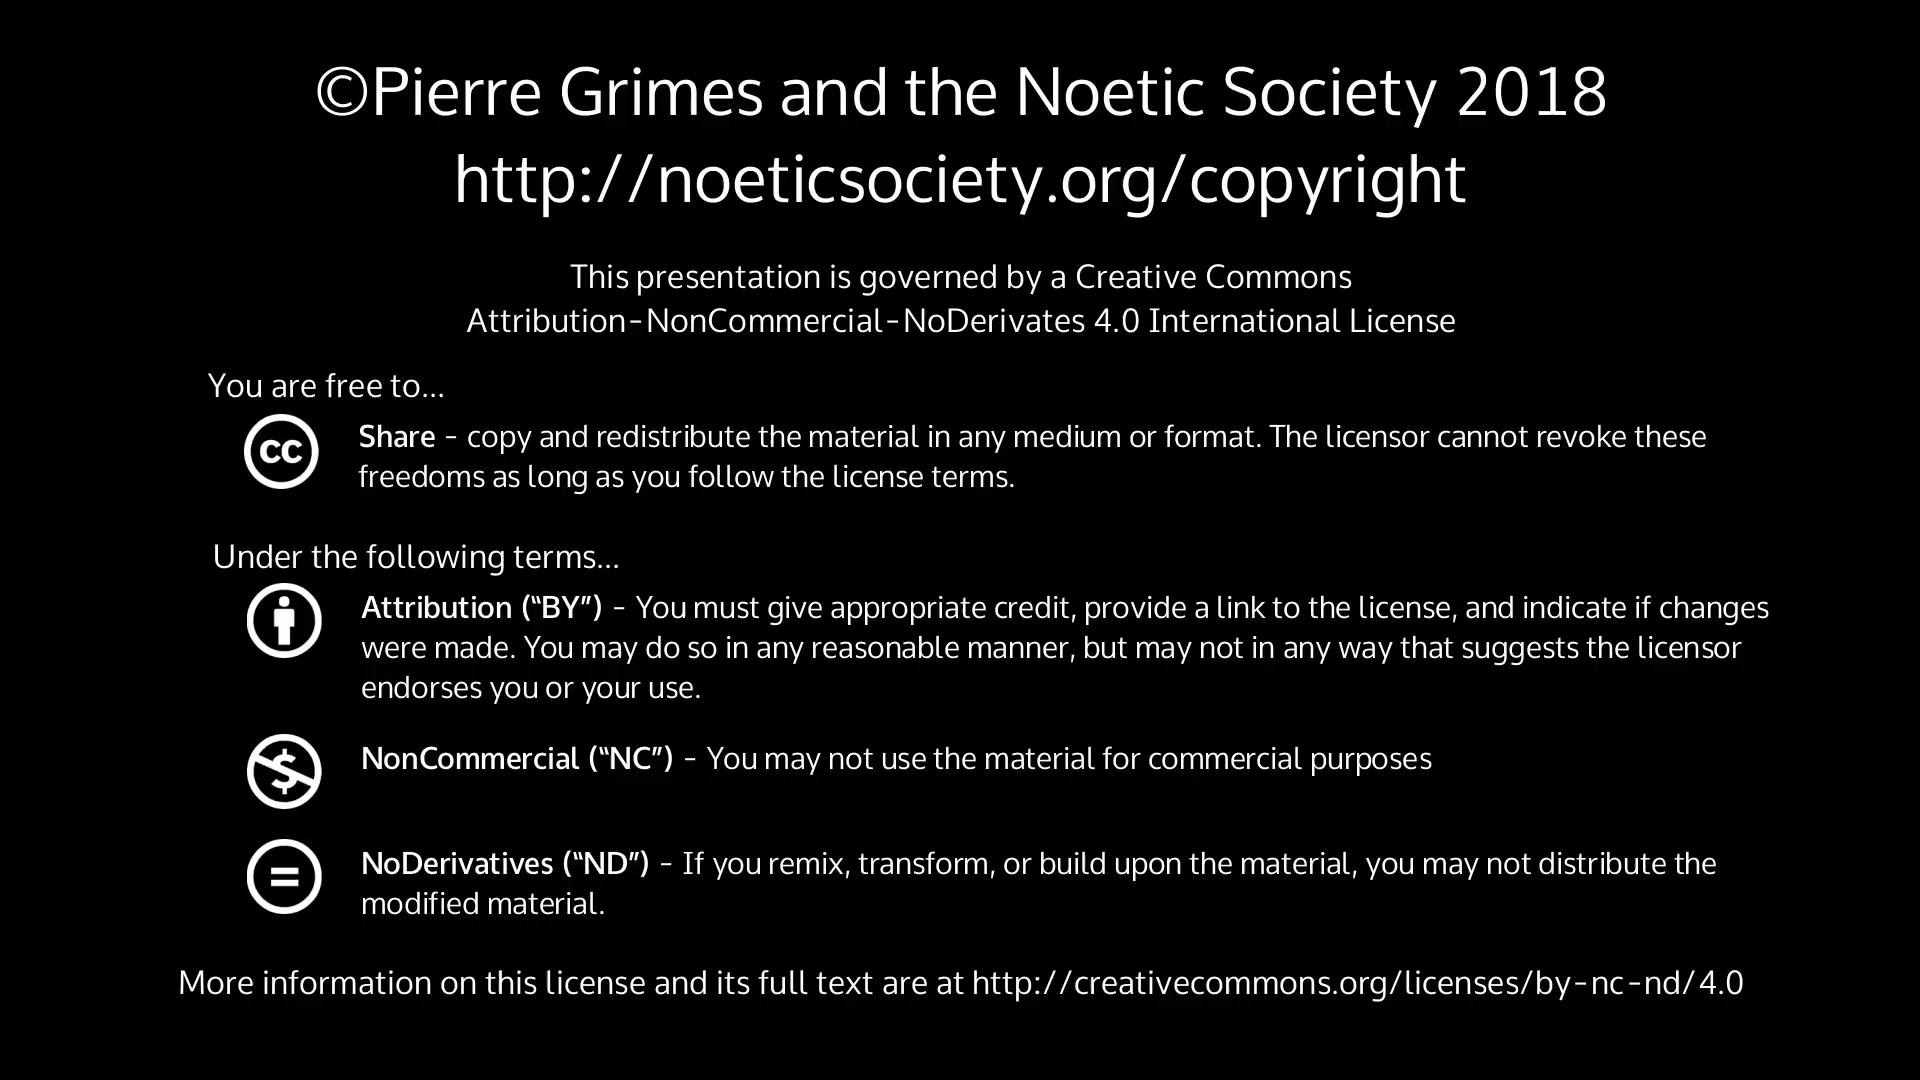 ©Pierre Grimes and the Noetic Society 2018
http://noeticsociety.org/copyright
This presentation is governed by a Creative Commons
Attribution-NonCommercial-NoDerivates 4.0 International License
You are free to...
cc
Share - copy and redistribute the material in any medium or format. The licensor cannot revoke these
freedoms as long as you follow the license terms.
Under the following terms...
Attribution (“BY”) - You must give appropriate credit, provide a link to the license, and indicate if changes
were made. You may do so in any reasonable manner, but may not in any way that suggests the licensor
endorses you or your use.
$
NonCommercial (“NC”) - You may not use the material for commercial purposes
=
NoDerivatives (“ND”) - If you remix, transform, or build upon the material, you may not distribute the
modified material.
More information on this license and its full text are at http://creativecommons.org/licenses/by-nc-nd/4.0